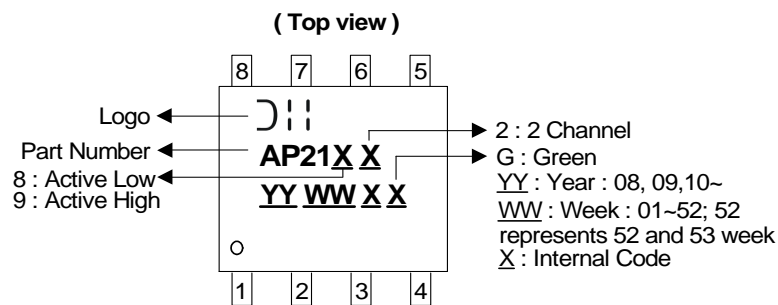 ( Top view )
8 7 6 5
Logo
Part Number
8 : Active Low
9 : Active High
AP21X X
YY WW X X
2 : 2 Channel
G : Green
YY : Year : 08, 09,10~
WW : Week : 01~52; 52
represents 52 and 53 week
X : Internal Code
1 2 3 4